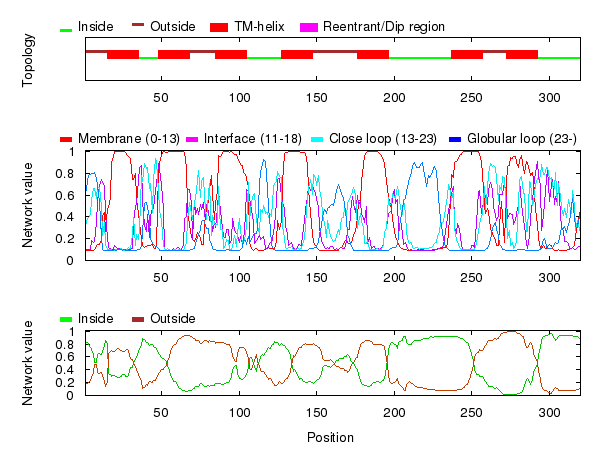 Inside Outside TM-helix Reentrant/Dip region
Topology
50 100 150 200 250 300
Membrane (0-13) Interface (11-18) Close loop (13-23) Globular loop (23-)
Network value
1
0.8
0.6
0.4
0.2
0
50 100 150 200 250 300
Inside Outside
Network value
1
0.8
0.6
0.4
0.2
0
50 100 150 200 250 300
Position